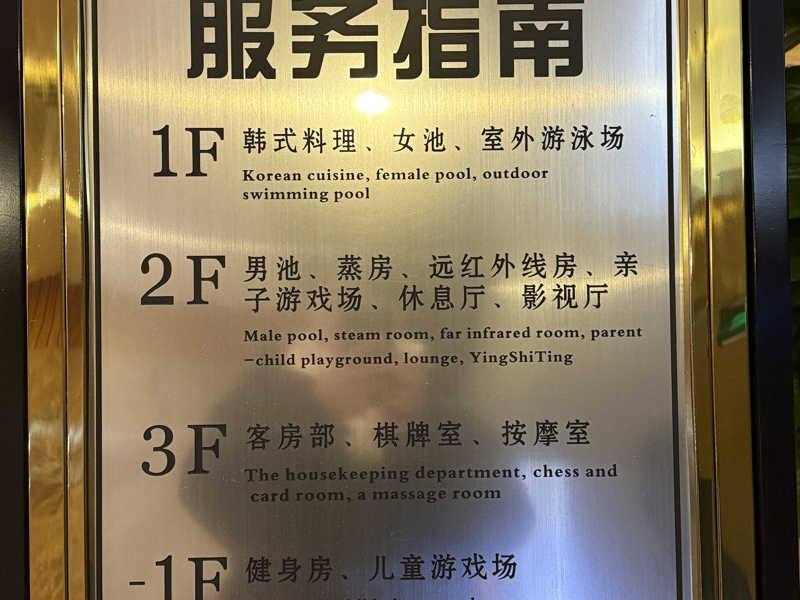 服务指南
1F 韩式料理、女池、室外游泳场
Korean cuisine, female pool, outdoor
swimming pool
2F 男池、蒸房、远红外线房、亲
子游戏场、休息厅、影视厅
Male pool, steam room, far infrared room, parent
-child playground, lounge, YingShiTing
3F 客房部、棋牌室、按摩室
The housekeeping department, chess and
card room, a massage room
-1F 健身房、儿童游戏场